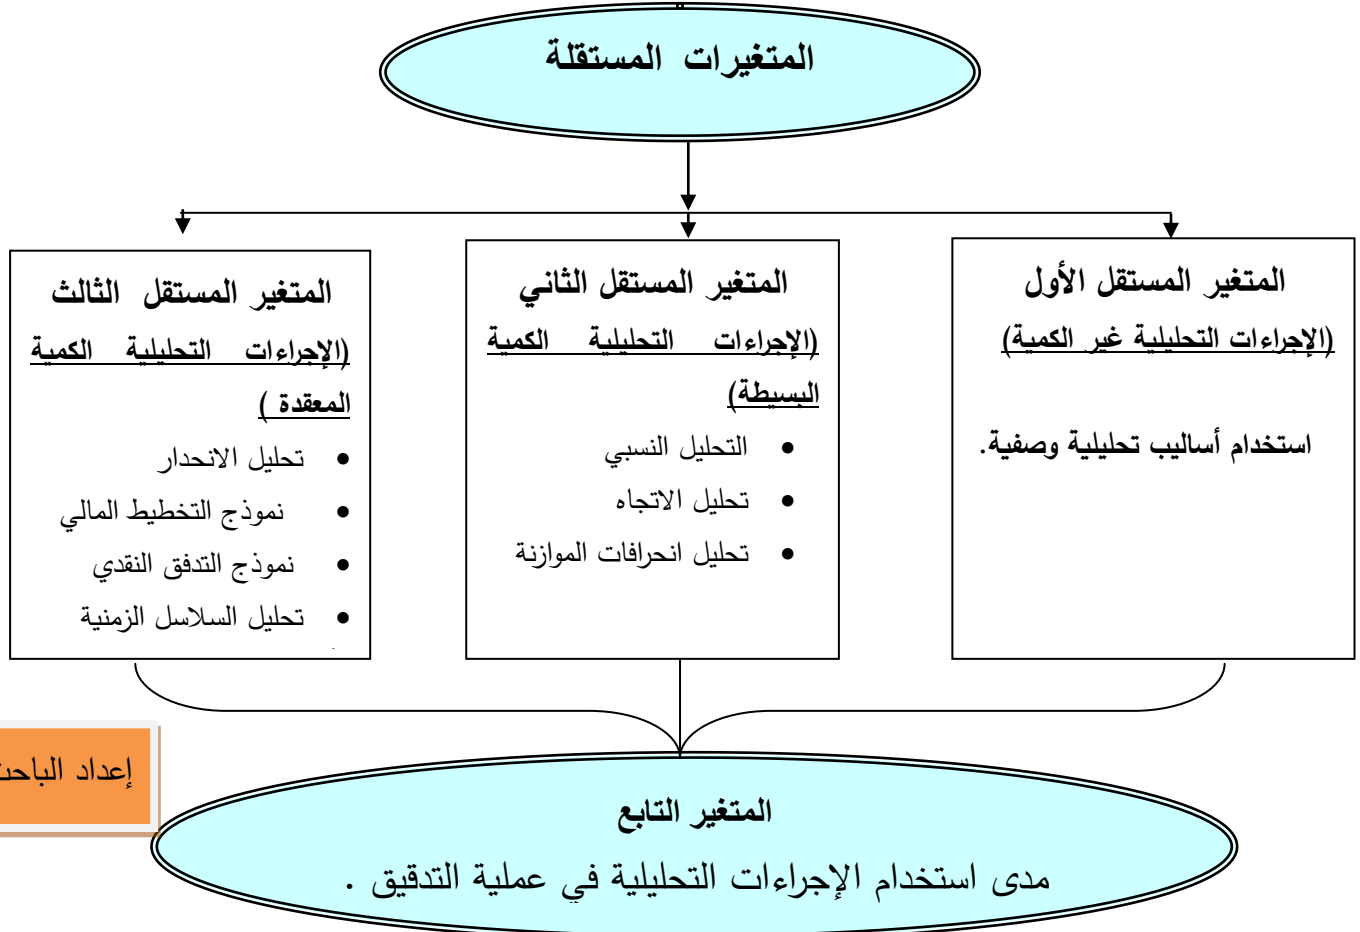 المتغيرات المستقلة
المتغير المستقل الأول
(الإجراءات التحليلية غير الكمية)
استخدام أساليب تحليلية وصفية.
المتغير المستقل الثاني
(الإجراءات التحليلية الكمية
البسيطة)
• التحليل النسبي
• تحليل الاتجاه
• تحليل انحرافات الموازنة
المتغير المستقل الثالث
(الإجراءات التحليلية الكمية
المعقدة )
• تحليل الانحدار
• نموذج التخطيط المالي
• نموذج التدفق النقدي
• تحليل السلاسل الزمنية
إعداد
المتغير التابع
مدى استخدام الإجراءات التحليلية في عملية التدقيق .